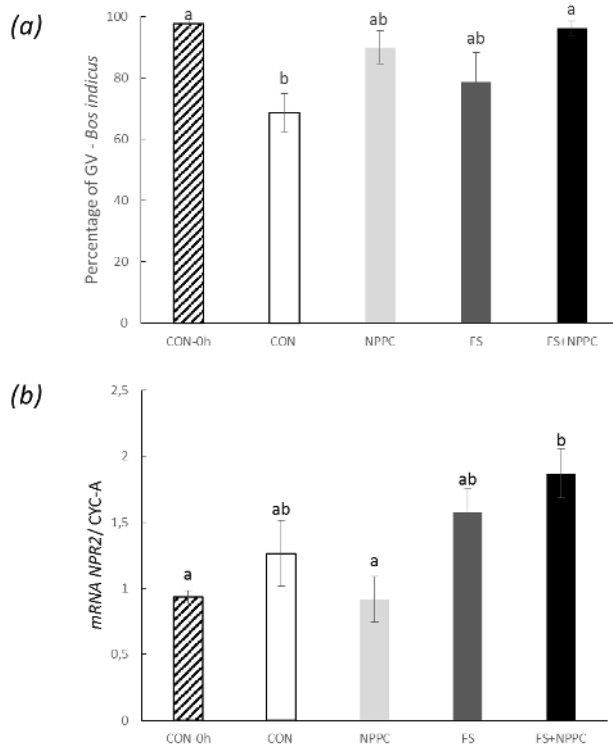 (a)
Percentage of GV - Bos indicus
100
80
60
40
20
0
a
b
ab
ab
a
CON-0h CON NPPC FS FS+NPPC
(b)
mRNA NPR2/ CYC-A
2,5
2
1,5
1
0,5
0
a
ab
a
ab
b
CON-0h CON NPPC FS FS+NPPC